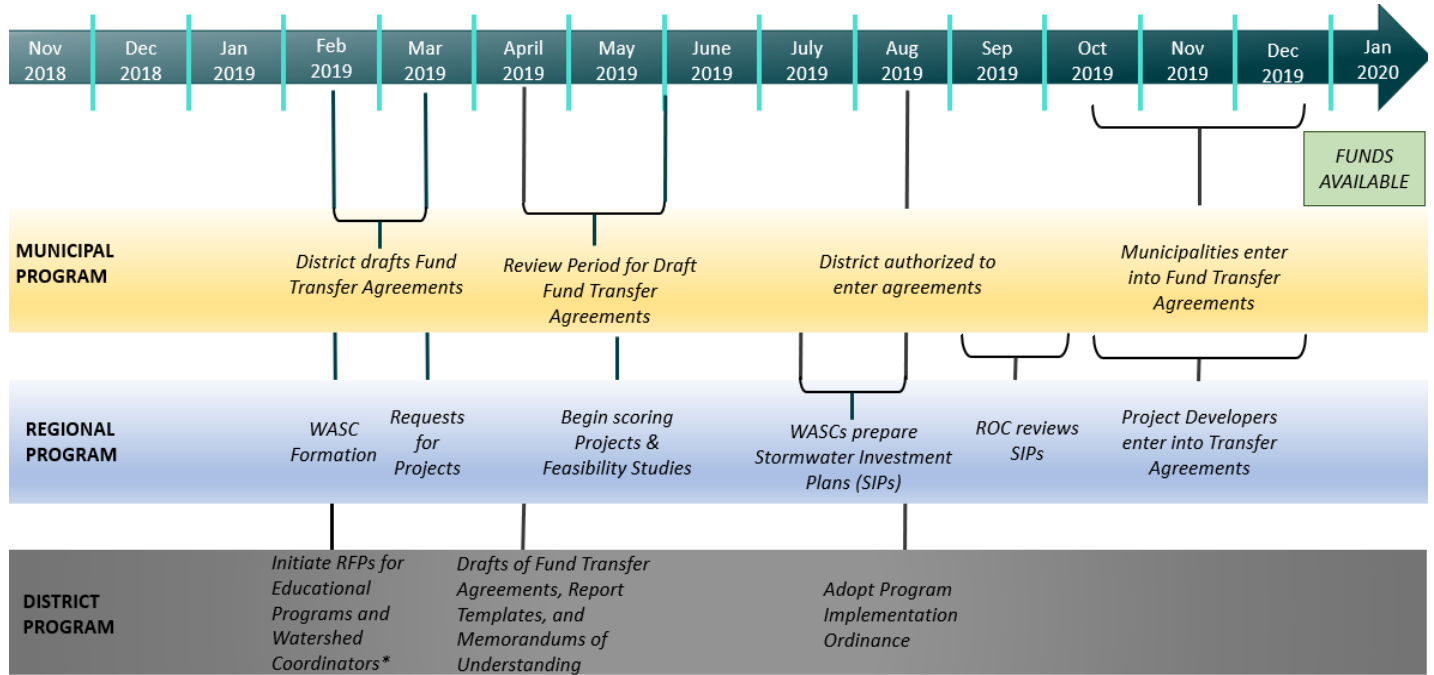 Nov
2018
Dec
2018
Jan
2019
Feb
2019
Mar
2019
April
2019
May
2019
June
2019
July
2019
Aug
2019
Sep
2019
Oct
2019
Nov
2019
Dec
2019
Jan
2020
FUNDS
AVAILABLE
MUNICIPAL
PROGRAM
District drafts Fund
Transfer Agreements
Review Period for Draft
Fund Transfer
Agreements
District authorized to
enter agreements
Municipalities enter
into Fund Transfer
Agreements
REGIONAL
PROGRAM
WASC
Formation
Requests
for
Projects
Begin scoring
Projects &
Feasibility Studies
WASCs prepare
Stormwater Investment
Plans (SIPs)
ROC reviews
SIPs
Project Developers
enter into Transfer
Agreements
DISTRICT
PROGRAM
Initiate RFPs for
Educational
Programs and
Watershed
Coordinators*
Drafts of Fund Transfer
Agreements, Report
Templates, and
Memorandums of
Understanding
Adopt Program
Implementation
Ordinance